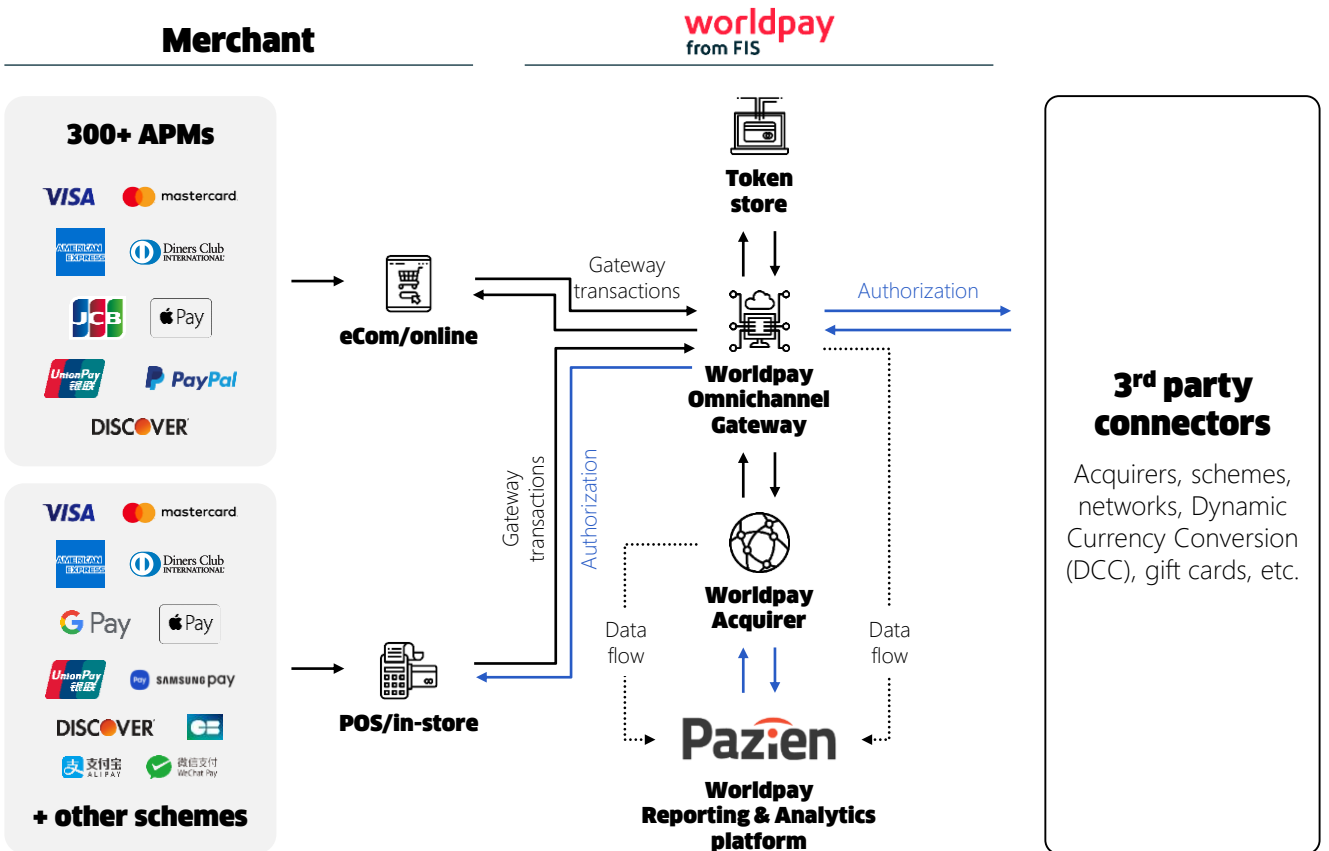 Merchant
worldpay
from FIS
300+ APMs
VISA
mastercard
AMERICAN
EXPRESS
Diners Club
INTERNATIONAL
JCB
Pay
UnionPay
银联
PayPal
DISCOVER
VISA
mastercard
AMERICAN
EXPRESS
Diners Club
INTERNATIONAL
G Pay
Pay
UnionPay
银联
Pay
SAMSUNG pay
DISCOVER
CB
支
支付宝
ALIPAY
微信支付
WeChat Pay
+ other schemes
eCom/online
POS/in-store
Gateway
transactions
Gateway
transactions
Authorization
Token
store
Authorization
Worldpay
Omnichannel
Gateway
Worldpay
Acquirer
Data
flow
Data
flow
Pazien
Worldpay
Reporting & Analytics
platform
3rd party
connectors
Acquirers, schemes,
networks, Dynamic
Currency Conversion
(DCC), gift cards, etc.